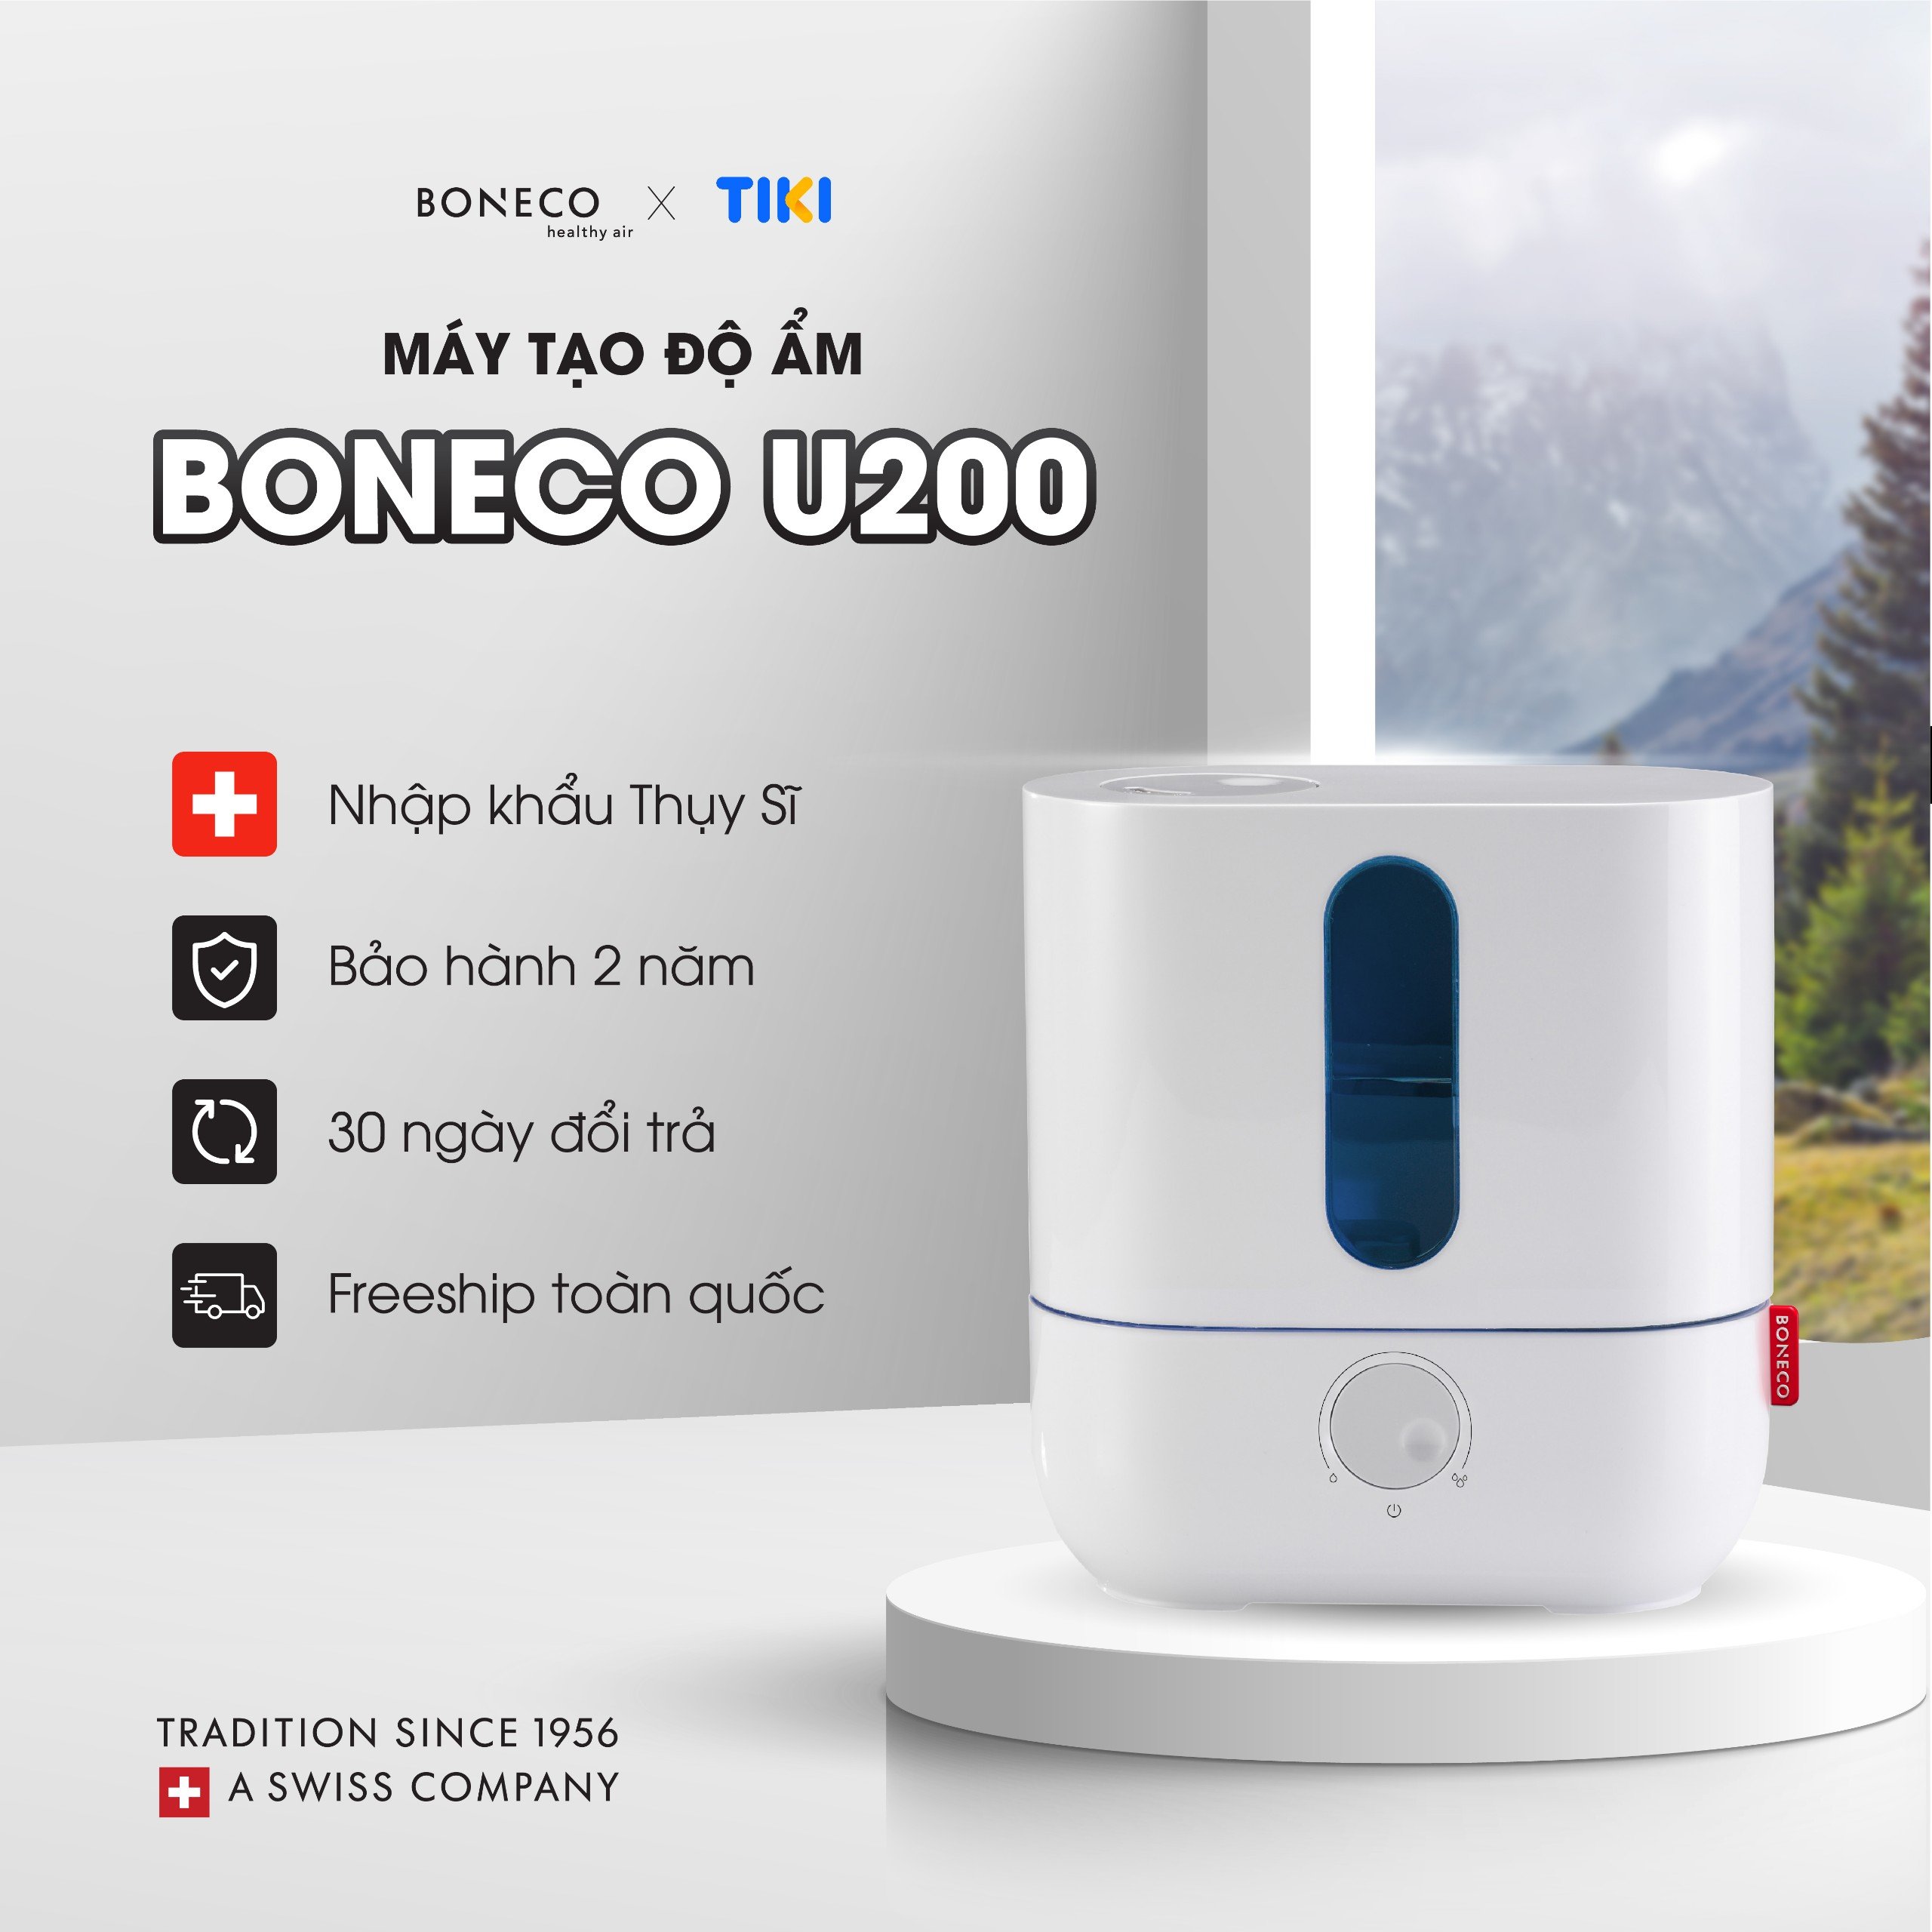 BONECO X TIKI
healthy air
MÁY TẠO ĐỘ ẨM
BONECO U200
Nhập khẩu Thụy Sĩ
Bảo hành 2 năm
30 ngày đổi trả
Freeship toàn quốc
BONECO
TRADITION SINCE 1956
A SWISS COMPANY